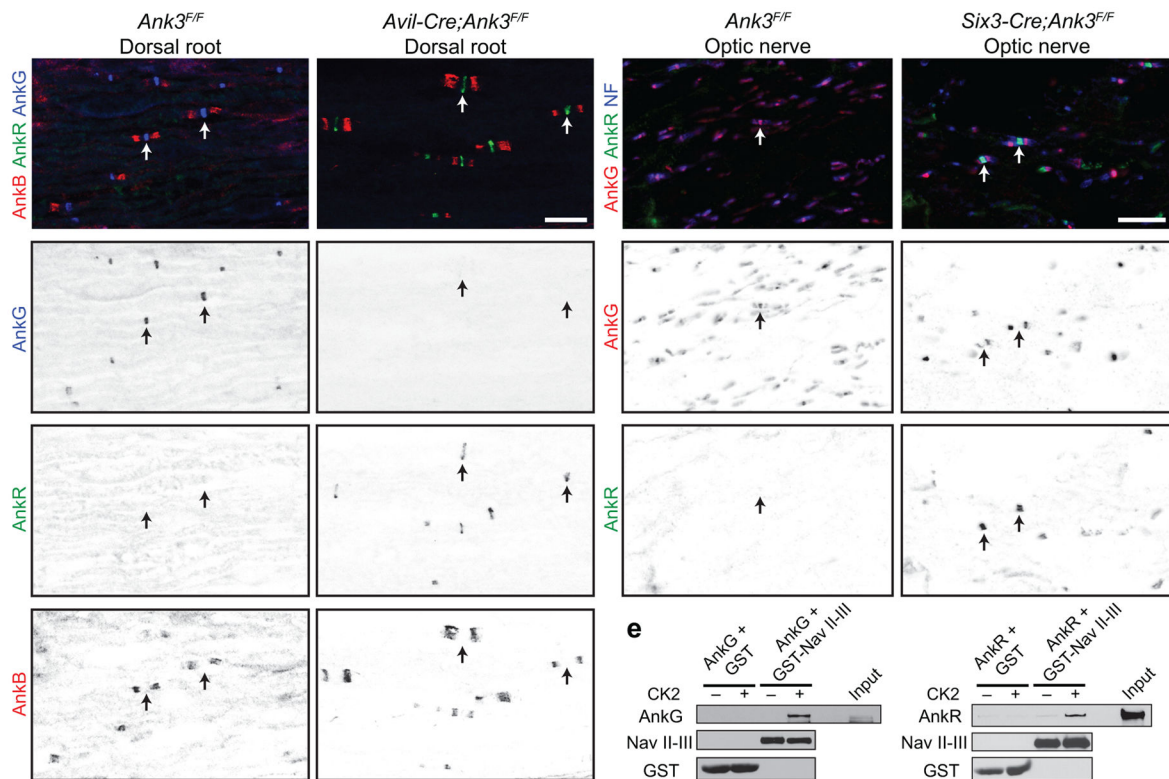 Ank3F/F
Dorsal root
Avil-Cre;Ank3F/F
Dorsal root
Ank3F/F
Optic nerve
Six3-Cre;Ank3F/F
Optic nerve
AnkB AnkR AnkG
AnkG AnkR NF
AnkG
AnkG
AnkR
AnkR
AnkB
e
AnkG +
GST
AnkG +
GST-Nav II-III
Input
CK2 – + – +
AnkG
Nav II-III
GST
AnkR +
GST
AnkR +
GST-Nav II-III
Input
CK2 – + – +
AnkR
Nav II-III
GST